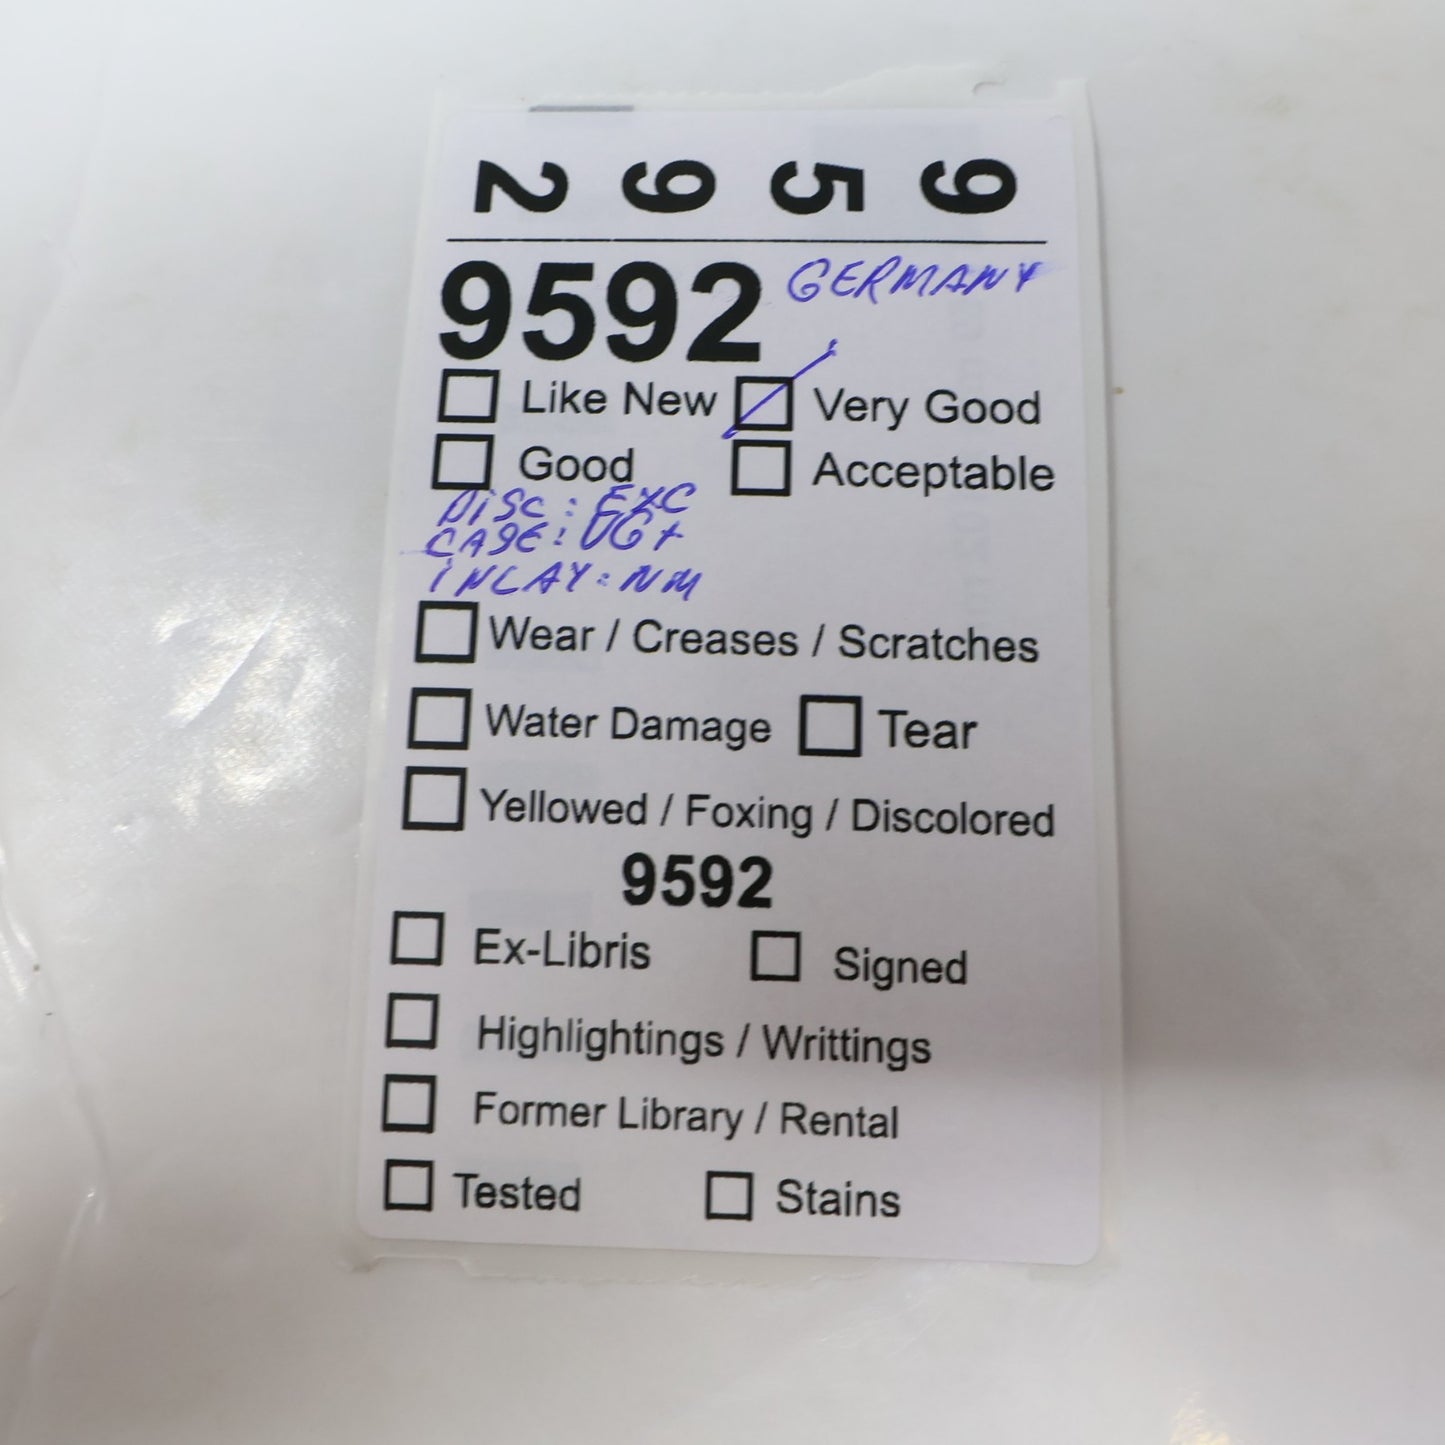 9592
9592 GERMANY
Like New Very Good
Good Acceptable
DISC: EXC
CASE: VG+
INLAY: NM
Wear / Creases / Scratches
Water Damage Tear
Yellowed / Foxing / Discolored
9592
Ex-Libris Signed
Highlightings / Writtings
Former Library / Rental
Tested Stains